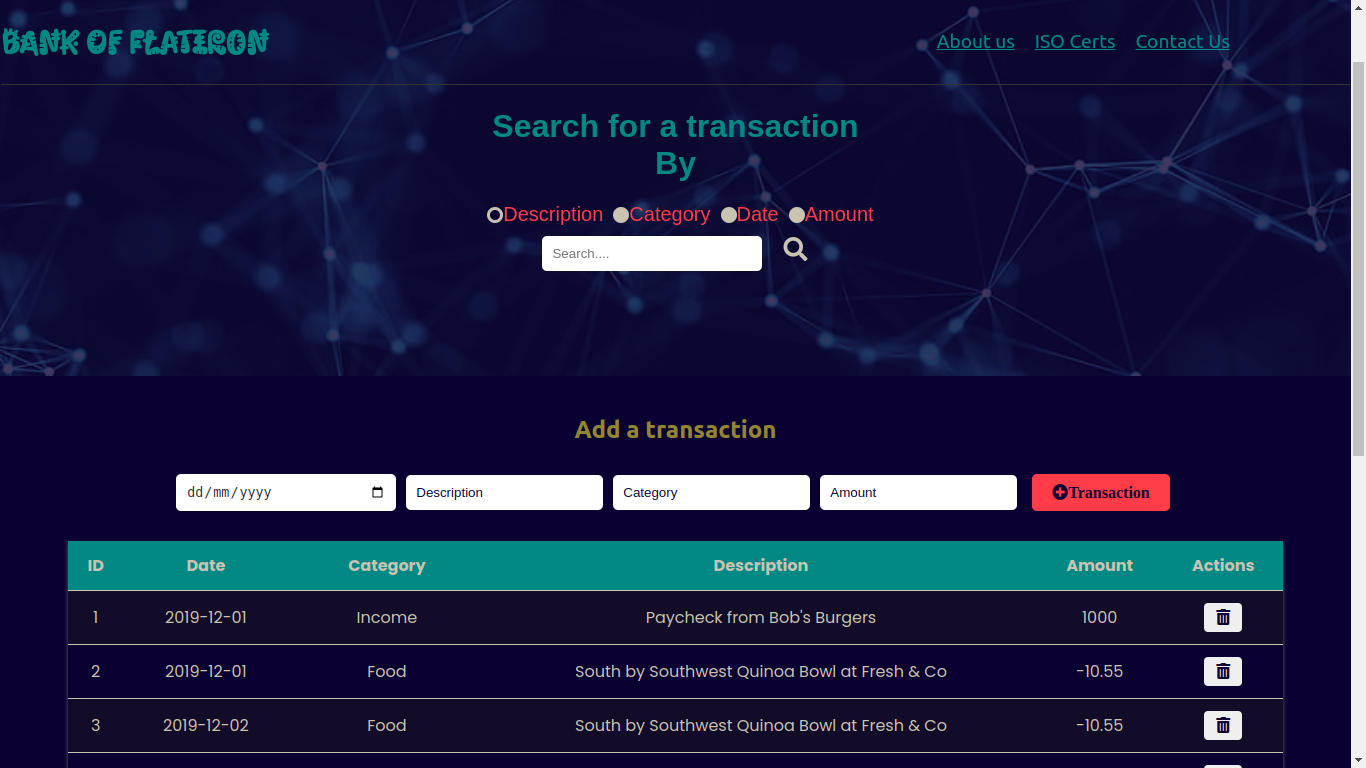 BANK OF FLATIRON
About us ISO Certs Contact Us
Search for a transaction
By
Description Category Date Amount
Search....
Add a transaction
dd/mm/yyyy Description Category Amount Transaction
ID Date Category Description Amount Actions
1 2019-12-01 Income Paycheck from Bob's Burgers 1000
2 2019-12-01 Food South by Southwest Quinoa Bowl at Fresh & Co -10.55
3 2019-12-02 Food South by Southwest Quinoa Bowl at Fresh & Co -10.55